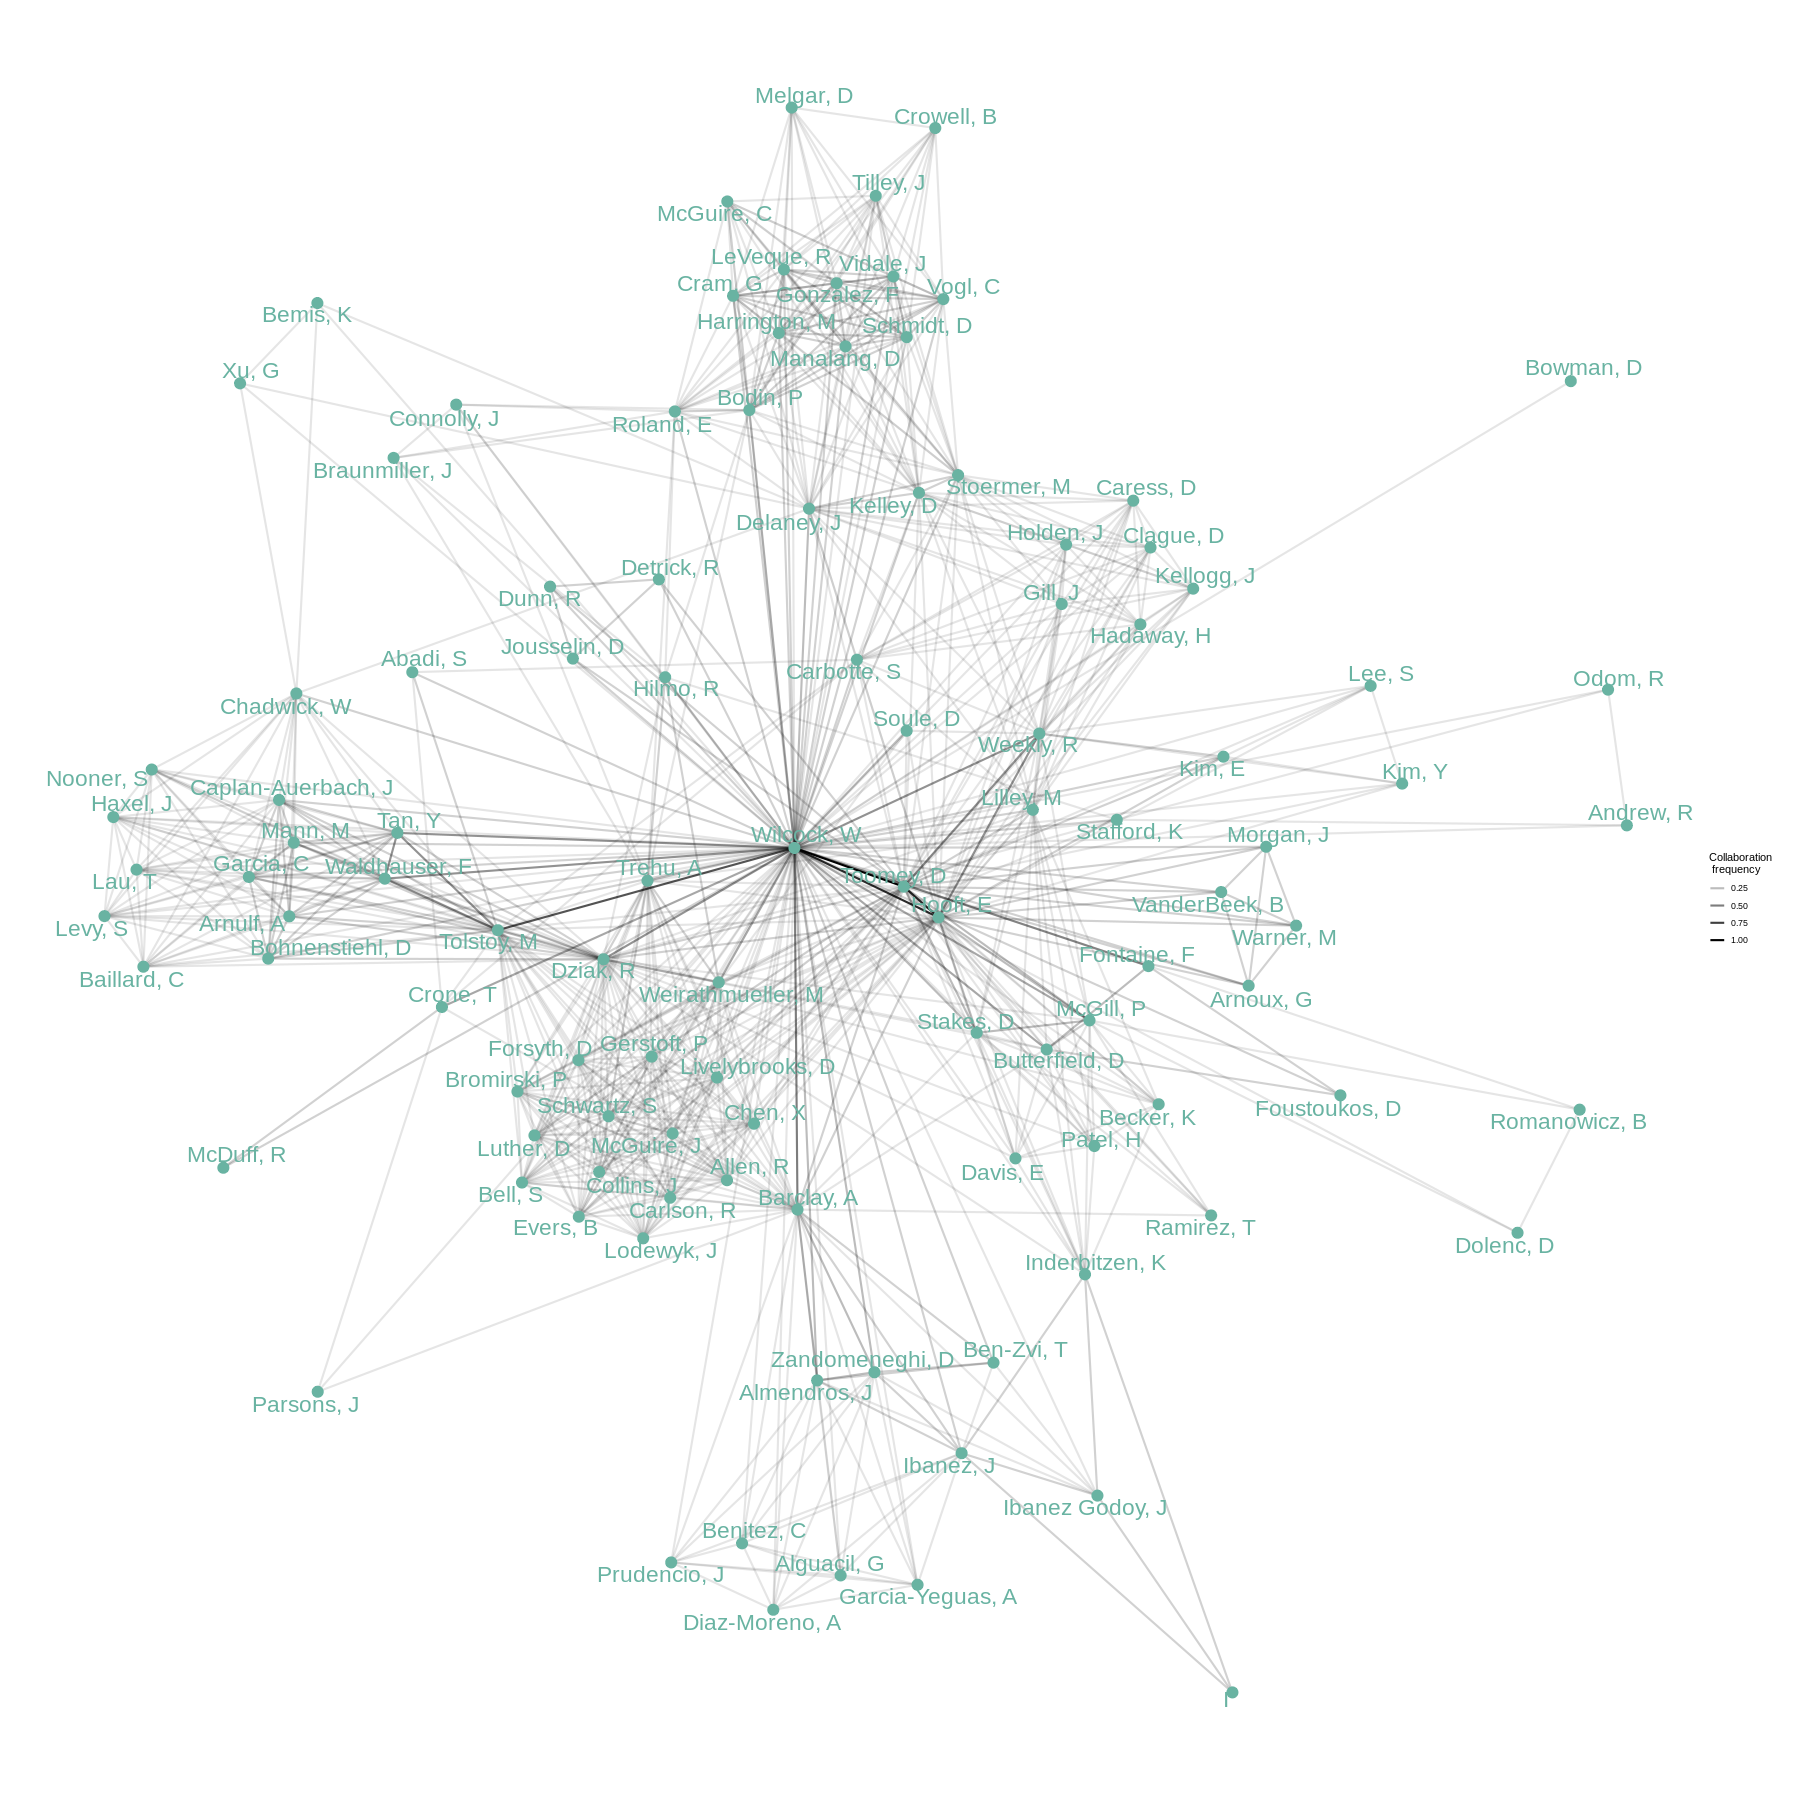 Melgar, D
Crowell, B
Tilley, J
McGuire, C
LeVeque, R
Vidale, J
Cram, G
Gonzalez, F
Vogl, C
Bemis, K
Harrington, M
Schmidt, D
Manalang, D
Xu, G
Bowman, D
Bodin, P
Connolly, J
Roland, E
Braunmiller, J
Stoermer, M
Caress, D
Kelley, D
Delaney, J
Holden, J
Clague, D
Detrick, R
Kellogg, J
Dunn, R
Gill, J
Hadaway, H
Jousselin, D
Abadi, S
Carbotte, S
Lee, S
Odom, R
Hilmo, R
Chadwick, W
Soule, D
Weekly, R
Nooner, S
Kim, E
Kim, Y
Caplan-Auerbach, J
Haxel, J
Lilley, M
Andrew, R
Tan, Y
Mann, M
Wilcock, W
Stafford, K
Morgan, J
Collaboration
frequency
Garcia, C
Waldhauser, F
Trehu, A
Toomey, D
Lau, T
0.25
Hooft, E
VanderBeek, B
0.50
Levy, S
Arnulf, A
0.75
Bohnenstiehl, D
Tolstoy, M
Warner, M
1.00
Baillard, C
Dziak, R
Fontaine, F
Crone, T
Weirathmueller, M
Arnoux, G
Stakes, D
McGill, P
Forsyth, D
Gerstoft, P
Livelybrooks, D
Butterfield, D
Bromirski, P
Schwartz, S
Chen, X
Becker, K
Foustoukos, D
Romanowicz, B
Luther, D
McGuire, J
Patel, H
McDuff, R
Allen, R
Davis, E
Bell, S
Collins, J
Barclay, A
Carlson, R
Evers, B
Ramirez, T
Lodewyk, J
Dolenc, D
Inderbitzen, K
Ben-Zvi, T
Zandomeneghi, D
Almendros, J
Parsons, J
Ibanez, J
Ibanez Godoy, J
Benitez, C
Alguacil, G
Prudencio, J
Garcia-Yeguas, A
Diaz-Moreno, A